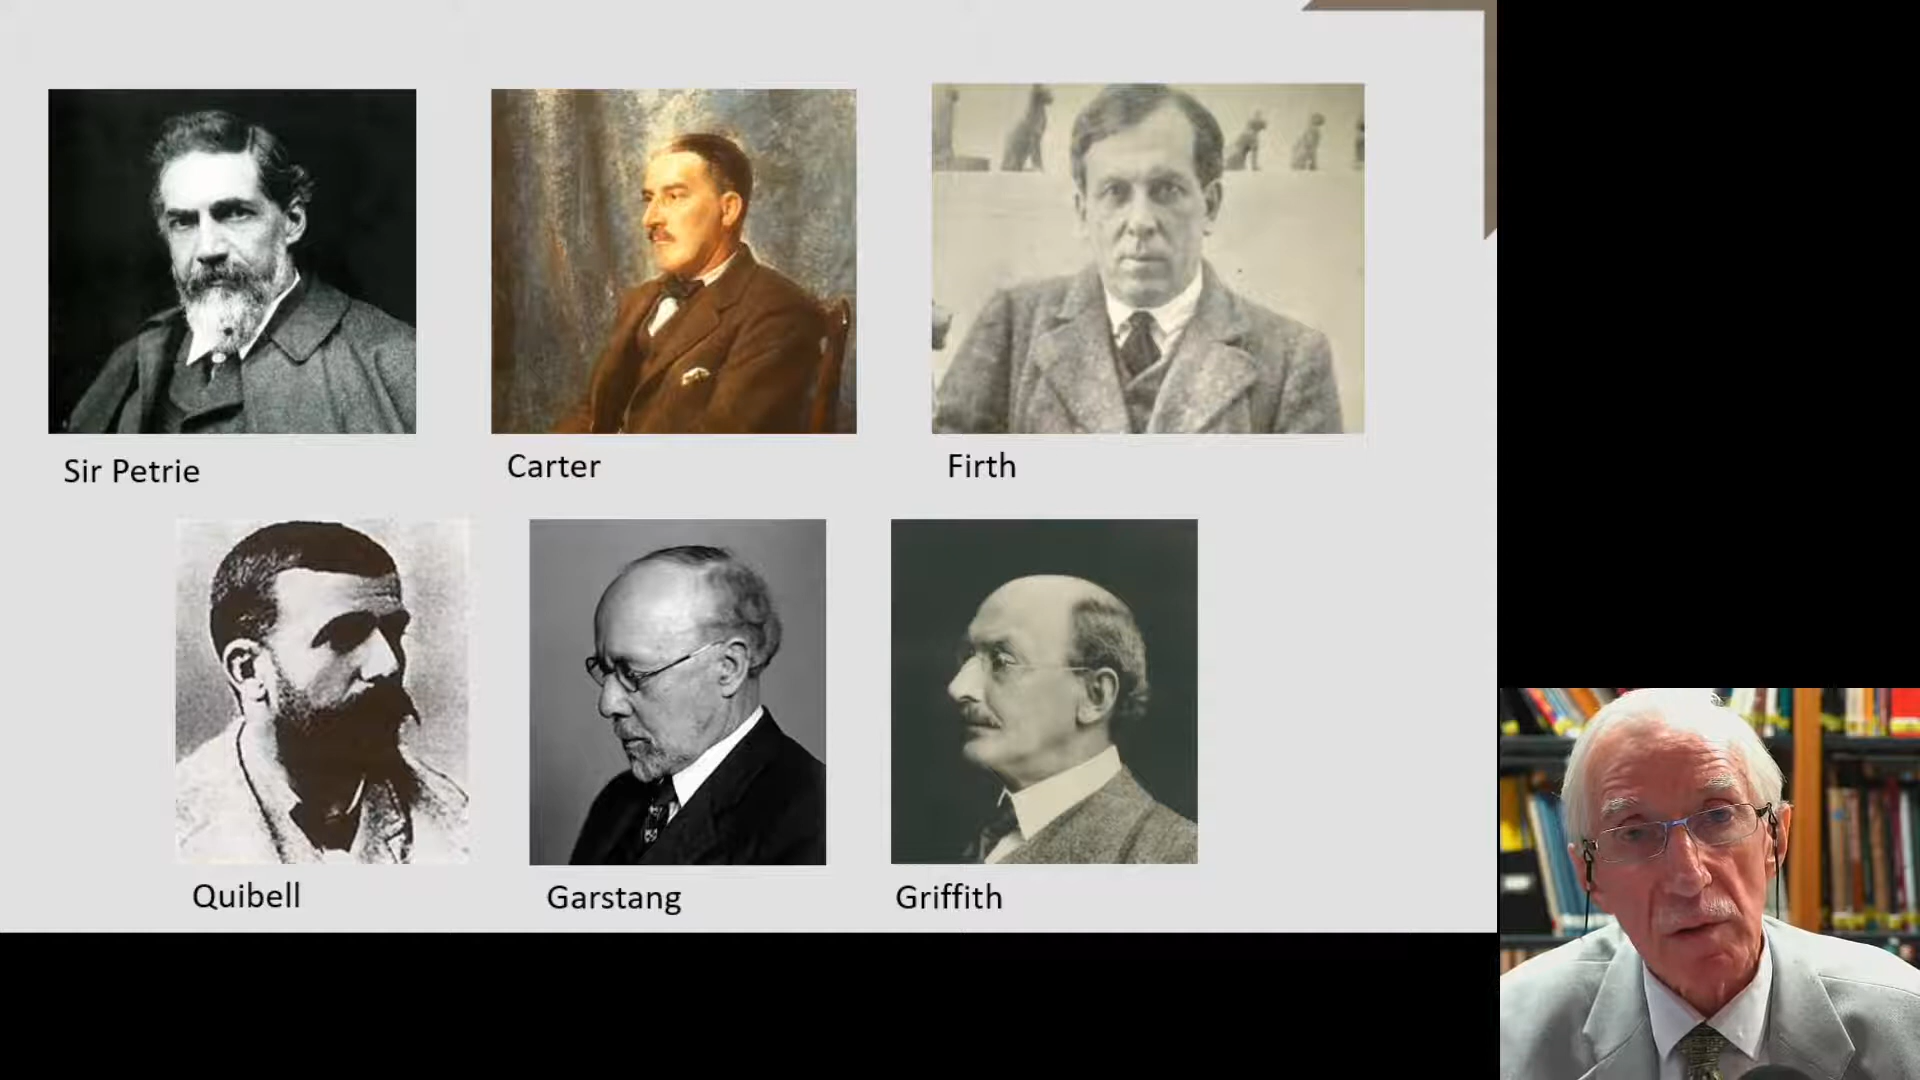 Sir Petrie
Carter
Firth
Quibell
Garstang
Griffith